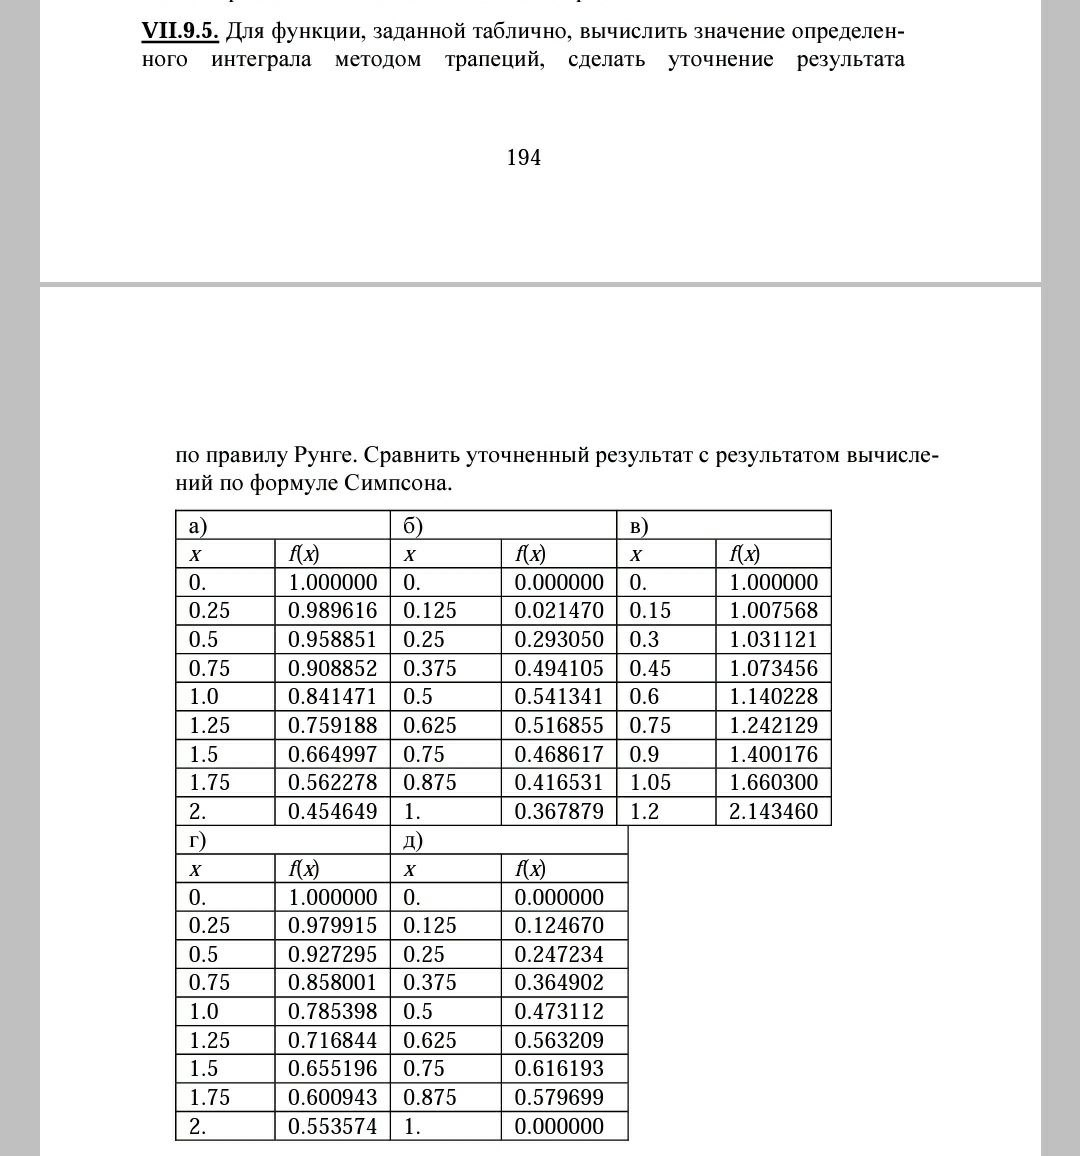 VII.9.5. Для функции, заданной таблично, вычислить значение определен-
ного интеграла методом трапеций, сделать уточнение результата
194
по правилу Рунге. Сравнить уточненный результат с результатом вычисле-
ний по формуле Симпсона.
а) б) в)
x f(x) x f(x) x f(x)
0. 1.000000 0. 0.000000 0. 1.000000
0.25 0.989616 0.125 0.021470 0.15 1.007568
0.5 0.958851 0.25 0.293050 0.3 1.031121
0.75 0.908852 0.375 0.494105 0.45 1.073456
1.0 0.841471 0.5 0.541341 0.6 1.140228
1.25 0.759188 0.625 0.516855 0.75 1.242129
1.5 0.664997 0.75 0.468617 0.9 1.400176
1.75 0.562278 0.875 0.416531 1.05 1.660300
2. 0.454649 1. 0.367879 1.2 2.143460
г) д)
x f(x) x f(x)
0. 1.000000 0. 0.000000
0.25 0.979915 0.125 0.124670
0.5 0.927295 0.25 0.247234
0.75 0.858001 0.375 0.364902
1.0 0.785398 0.5 0.473112
1.25 0.716844 0.625 0.563209
1.5 0.655196 0.75 0.616193
1.75 0.600943 0.875 0.579699
2. 0.553574 1. 0.000000